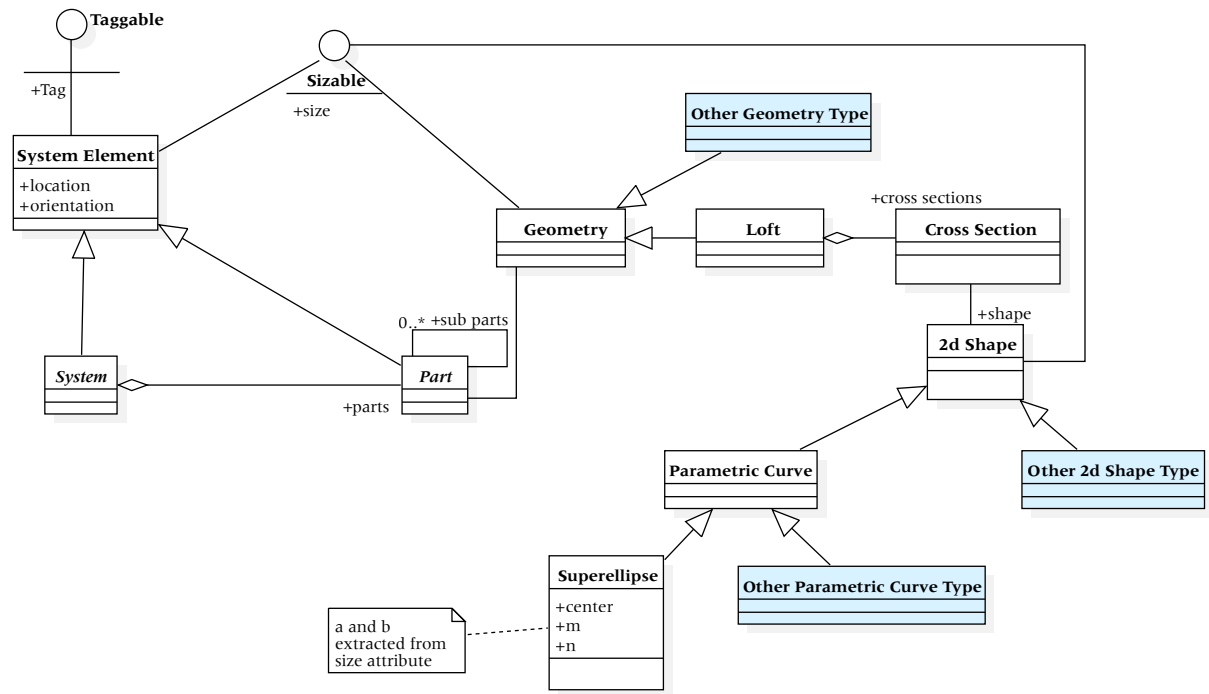 Taggable
+Tag
Sizable
+size
System Element
+location
+orientation
Other Geometry Type
Geometry
Loft
+cross sections
Cross Section
+shape
2d Shape
0..* +sub parts
System
Part
+parts
Parametric Curve
Other 2d Shape Type
Superellipse
+center
+m
+n
Other Parametric Curve Type
a and b
extracted from
size attribute